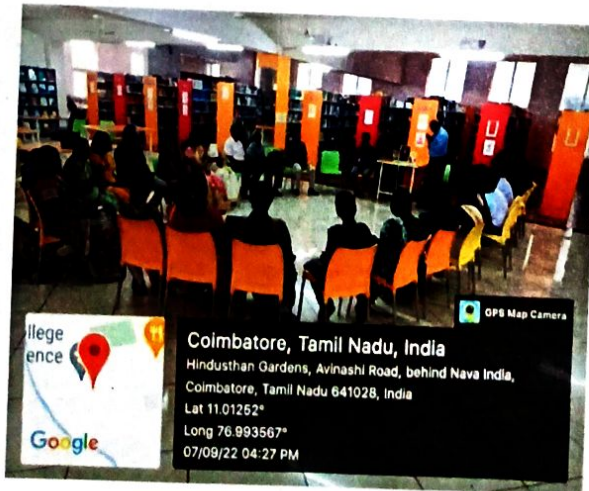 GPS Map Camera
llege
ence
Google
Coimbatore, Tamil Nadu, India
Hindusthan Gardens, Avinashi Road, behind Nava India,
Coimbatore, Tamil Nadu 641028, India
Lat 11.01252°
Long 76.993567°
07/09/22 04:27 PM